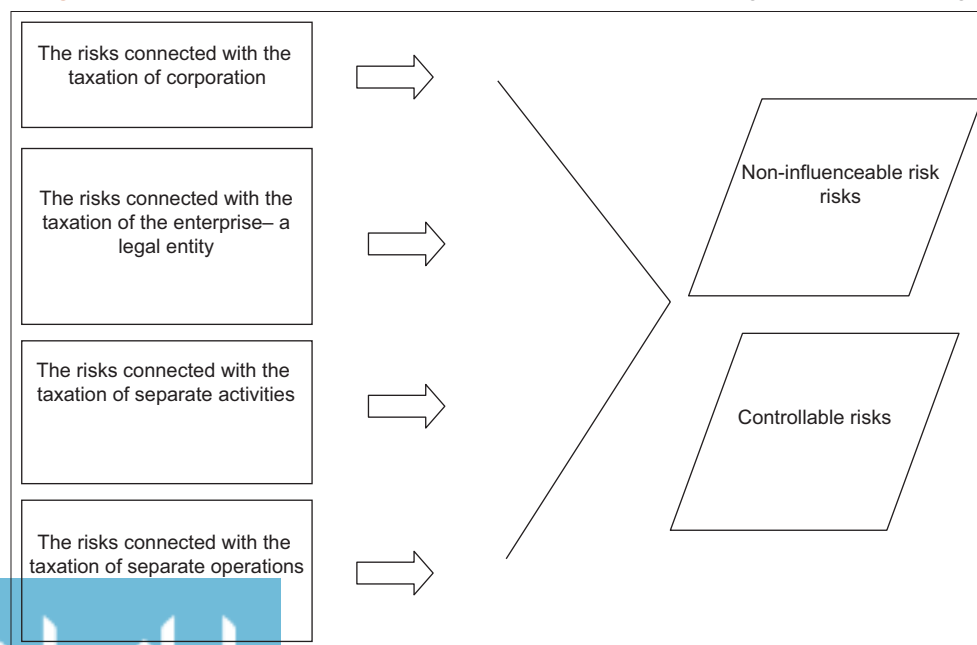 The risks connected with the
taxation of corporation
The risks connected with the
taxation of the enterprise– a
legal entity
The risks connected with the
taxation of separate activities
The risks connected with the
taxation of separate operations
Non-influenceable risk
risks
Controllable risks